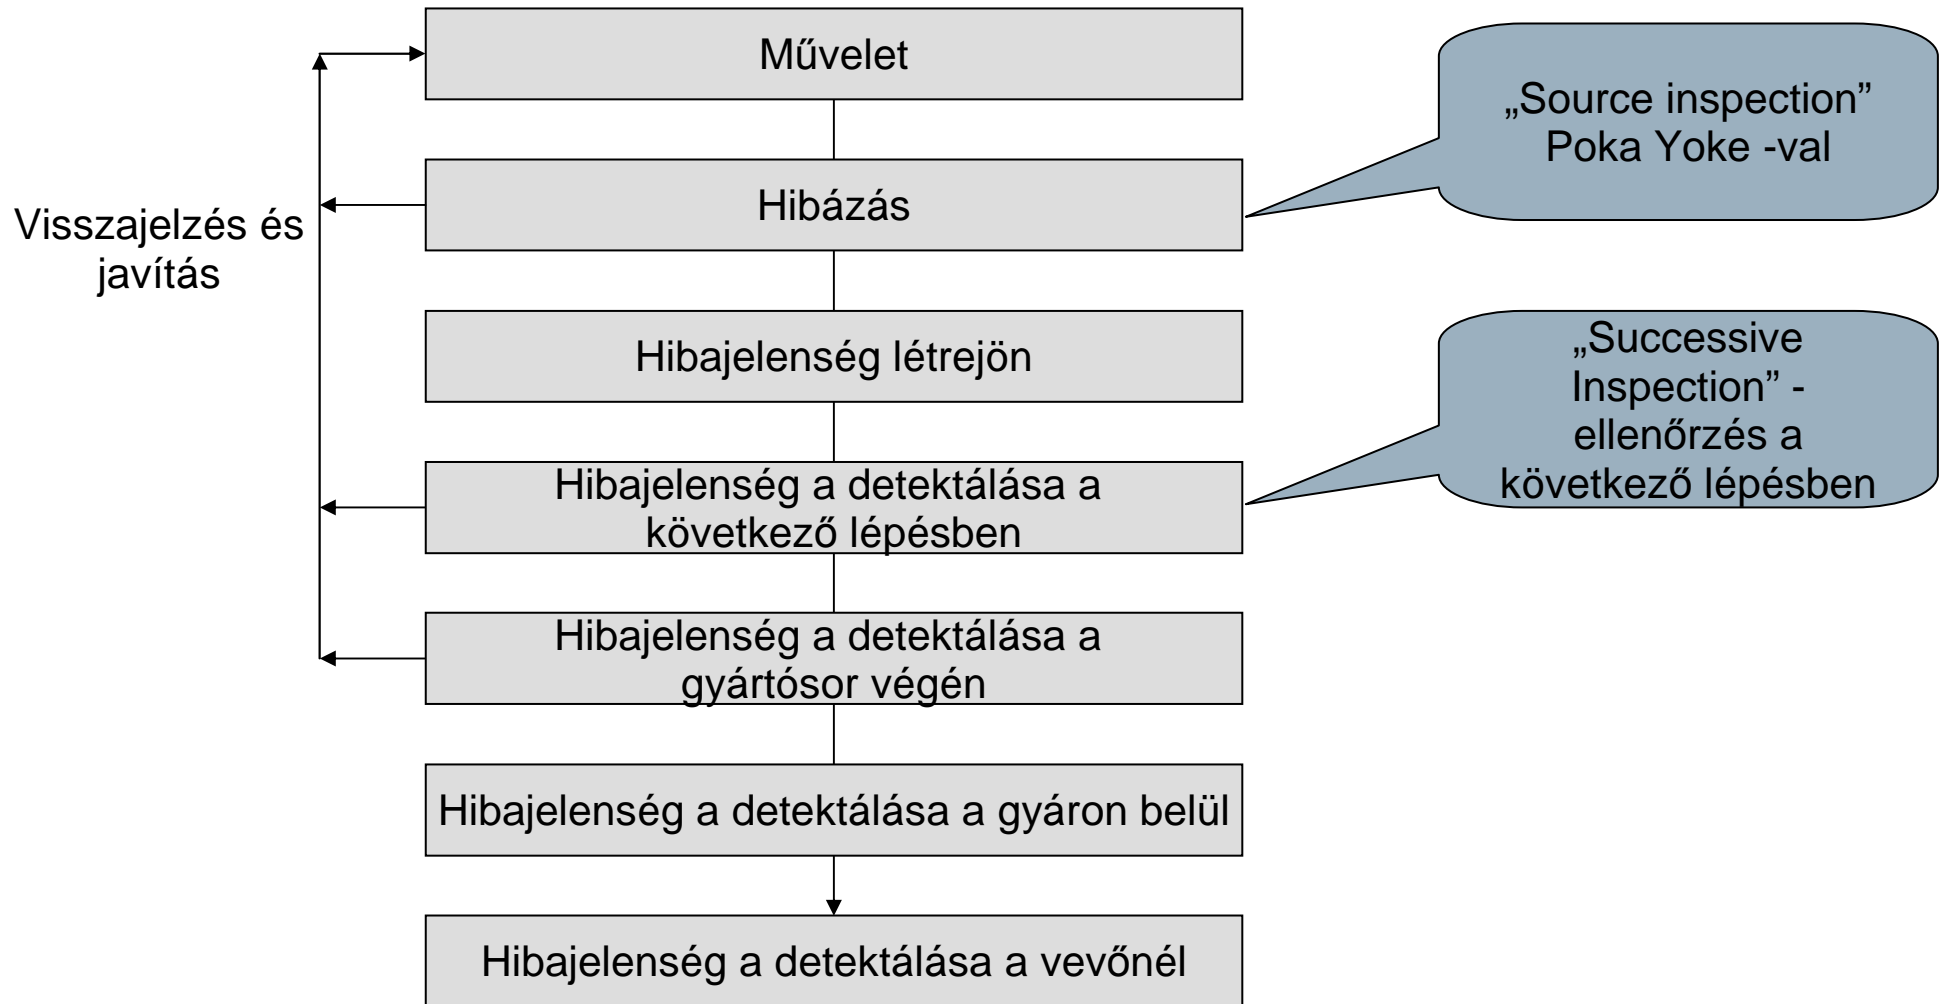 Művelet
„Source inspection”
Poka Yoke -val
Hibázás
Visszajelzés és
javítás
Hibajelenség létrejön
„Successive
Inspection” -
ellenőrzés a
következő lépésben
Hibajelenség a detektálása a
következő lépésben
Hibajelenség a detektálása a
gyártósor végén
Hibajelenség a detektálása a gyáron belül
Hibajelenség a detektálása a vevőnél